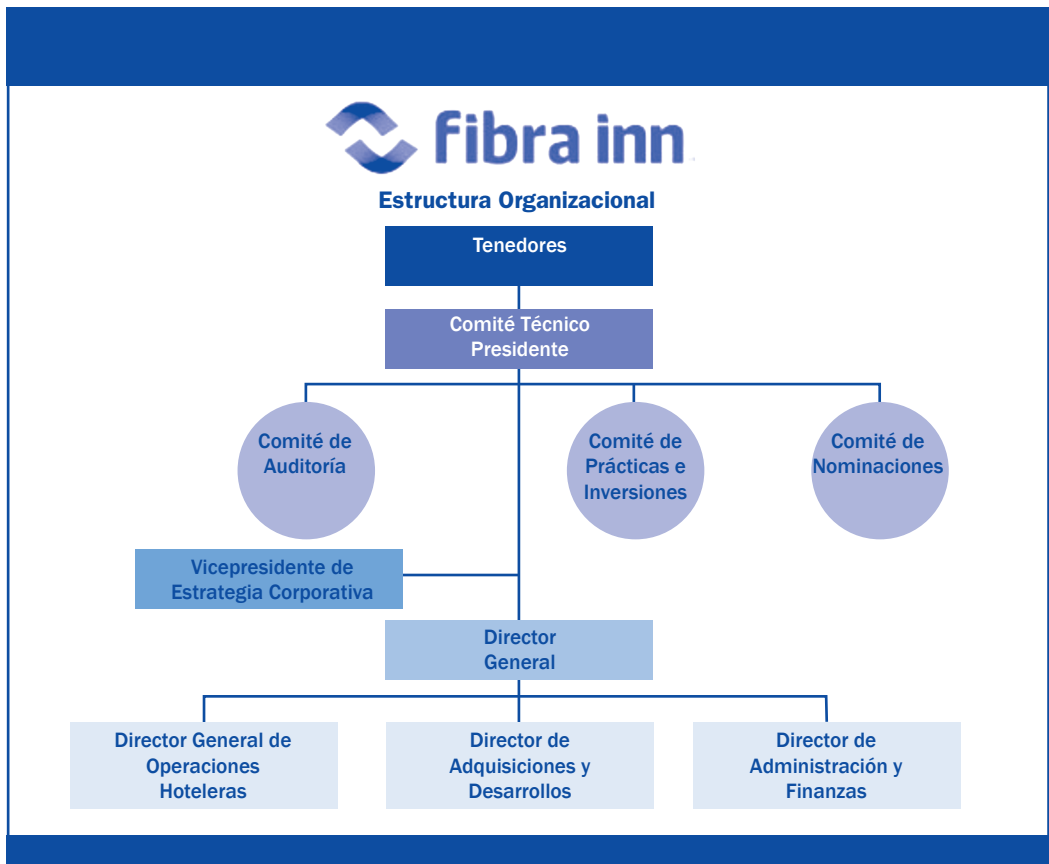 fibra inn
Estructura Organizacional
Tenedores
Comité Técnico
Presidente
Comité de
Auditoría
Comité de
Prácticas e
Inversiones
Comité de
Nominaciones
Vicepresidente de
Estrategia Corporativa
Director
General
Director General de
Operaciones
Hoteleras
Director de
Adquisiciones y
Desarrollos
Director de
Administración y
Finanzas